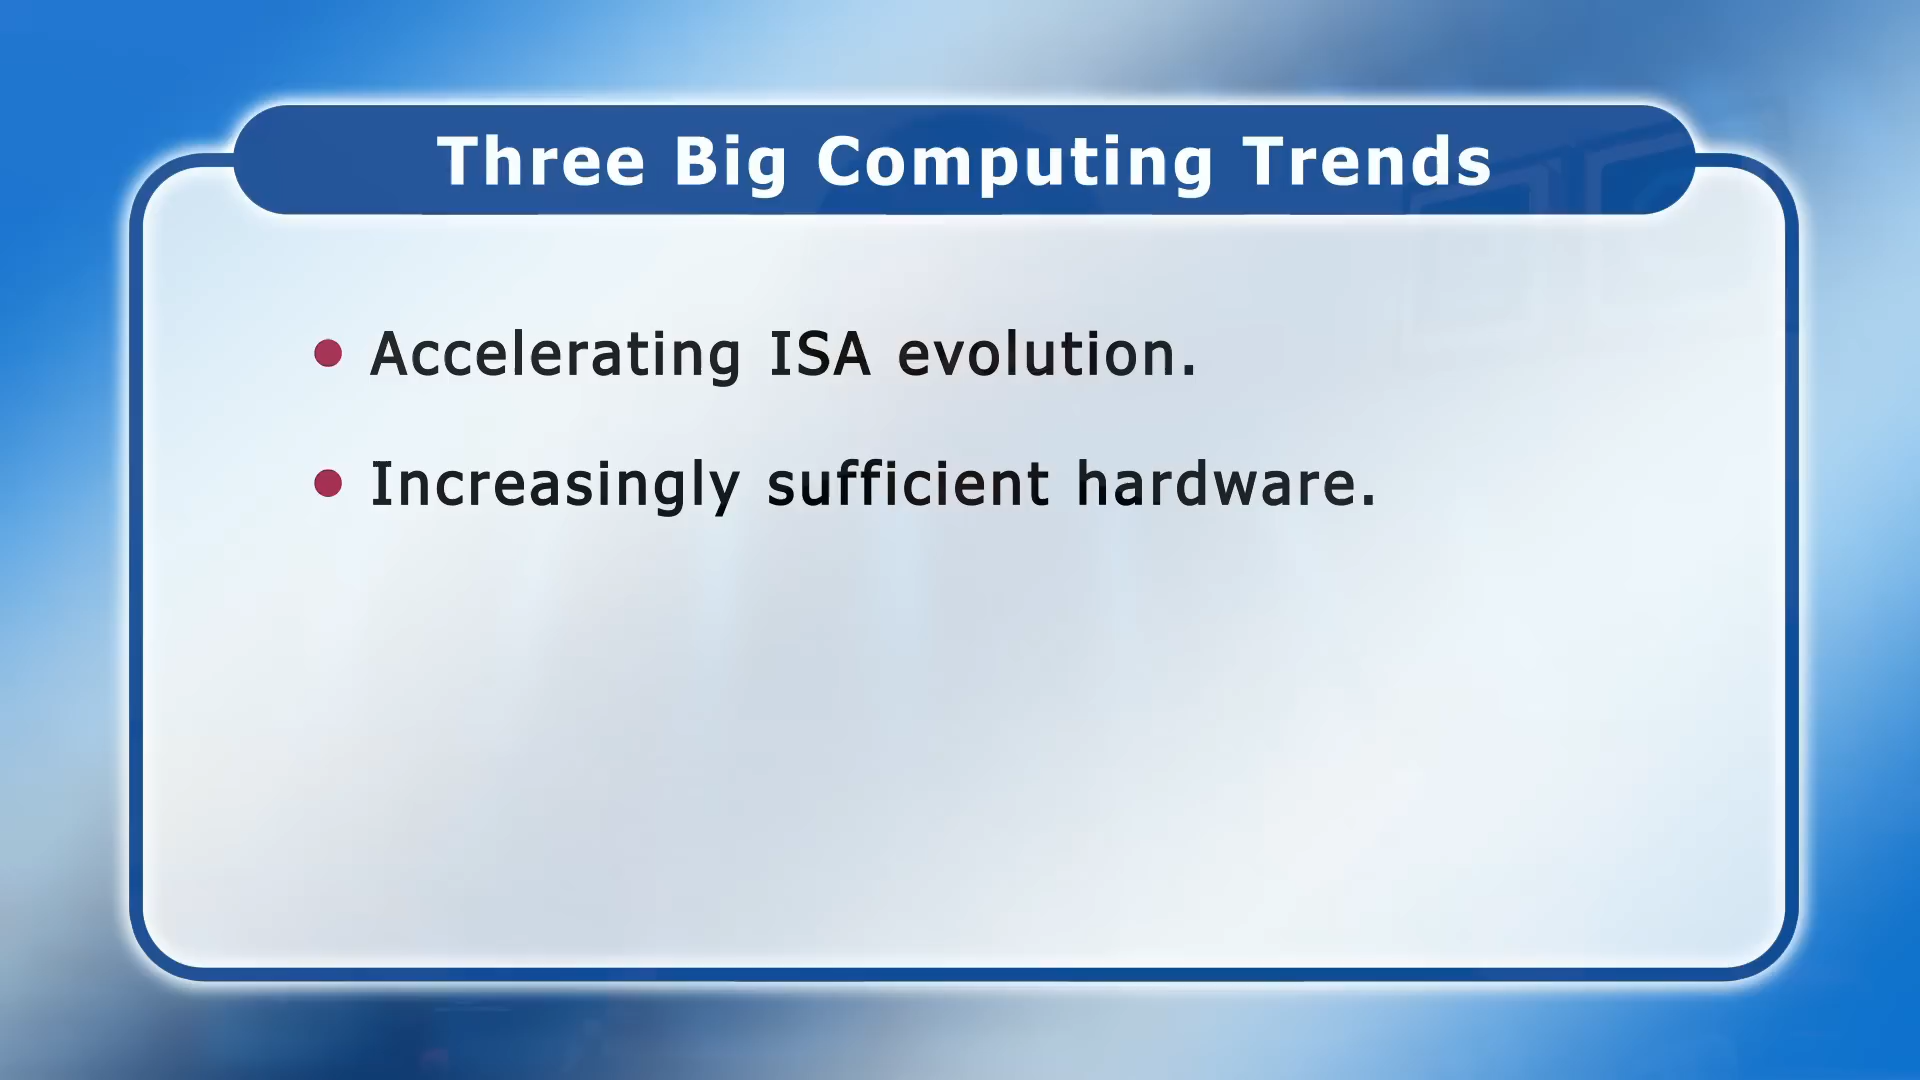 Three Big Computing Trends
Accelerating ISA evolution.
Increasingly sufficient hardware.